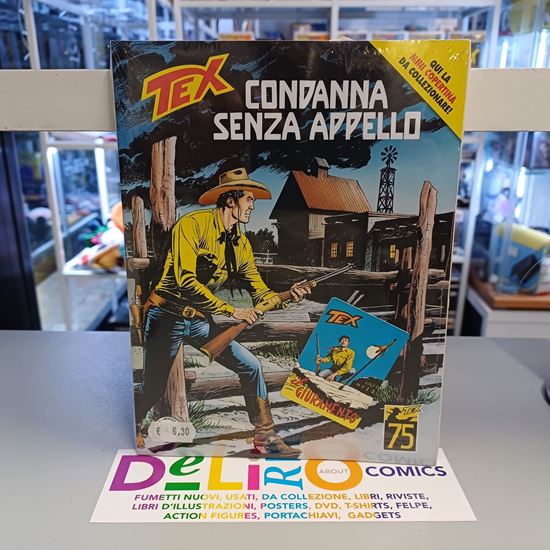 TEX
CONDANNA
SENZA APPELLO
QUI LA
MINI COPERTINA
DA COLLEZIONARE!
TEX
IL
GIURAMENTO
TEX
75
€ 6,30
DeLiRO ABOUT COMICS
FUMETTI NUOVI, USATI, DA COLLEZIONE, LIBRI, RIVISTE,
LIBRI D'ILLUSTRAZIONI, POSTERS, DVD, T-SHIRTS, FELPE,
ACTION FIGURES, PORTACHIAVI, GADGETS